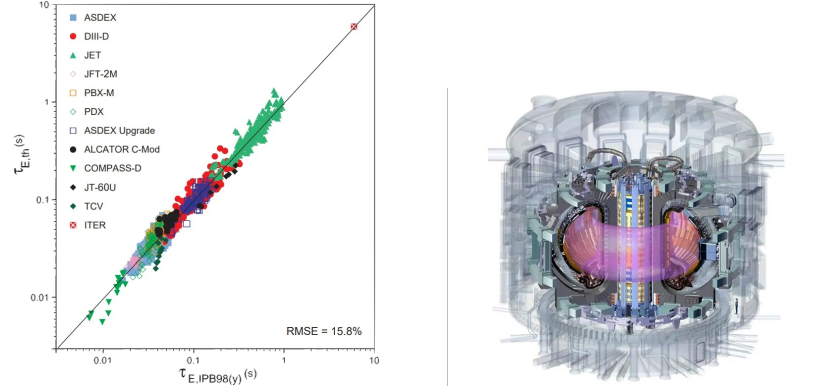 10
1
0.1
0.01
τE,th (s)
ASDEX
DIII-D
JET
JFT-2M
PBX-M
PDX
ASDEX Upgrade
ALCATOR C-Mod
COMPASS-D
JT-60U
TCV
ITER
RMSE = 15.8%
0.01 0.1 1 10
τE,IPB98(y) (s)